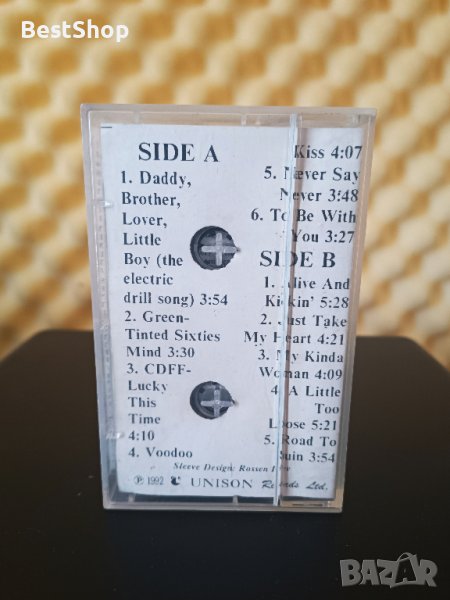 BestShop
SIDE A
1. Daddy,
Brother,
Lover,
Little
Boy (the
electric
drill song) 3:54
2. Green-
Tinted Sixties
Mind 3:30
3. CDFF-
Lucky
This
Time
4:10
4. Voodoo
Kiss 4:07
5. Never Say
Never 3:48
6. To Be With
You 3:27
SIDE B
1. Alive And
Kickin' 5:28
2. Just Take
My Heart 4:21
3. My Kinda
Woman 4:09
4. A Little
Too
Loose 5:21
5. Road To
Ruin 3:54
Sleeve Design: Rossen
Ⓟ 1992 UNISON Records Ltd.
BAZAR